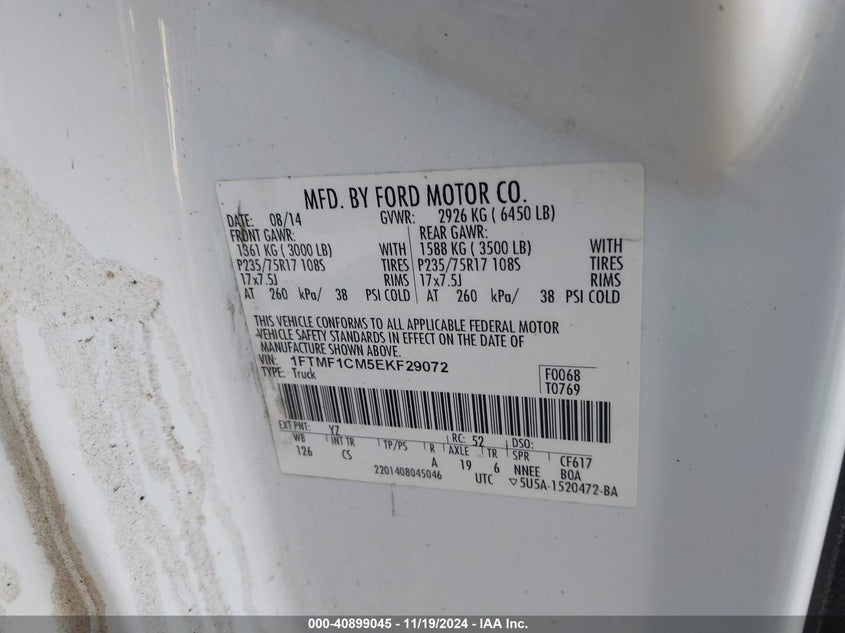 MFD. BY FORD MOTOR CO.
DATE: 08/14 GVWR: 2926 KG ( 6450 LB)
FRONT GAWR: REAR GAWR:
1361 KG ( 3000 LB) WITH 1588 KG ( 3500 LB) WITH
P235/75R17 108S TIRES P235/75R17 108S TIRES
17x7.5J RIMS 17x7.5J RIMS
AT 260 kPa/ 38 PSI COLD AT 260 kPa/ 38 PSI COLD
THIS VEHICLE CONFORMS TO ALL APPLICABLE FEDERAL MOTOR
VEHICLE SAFETY STANDARDS IN EFFECT ON THE DATE OF
MANUFACTURE SHOWN ABOVE.
VIN: 1FTMF1CM5EKF29072 F0068
TYPE: Truck T0769
EXT PNT: YZ RC: 52 DSO:
WB INT TR TP/PS R AXLE TR SPR CF617
126 CS A 19 6 NNEE BOA
2201408045046 UTC ▽5U5A-1520472-BA
000-40899045 - 11/19/2024 - IAA Inc.